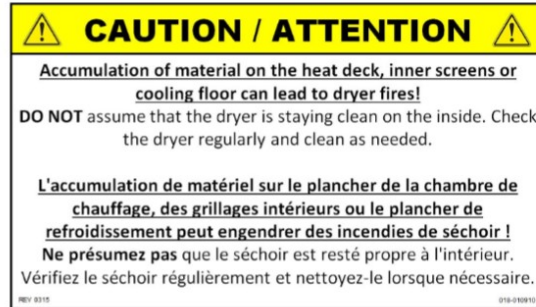 CAUTION / ATTENTION
Accumulation of material on the heat deck, inner screens or
cooling floor can lead to dryer fires!
DO NOT assume that the dryer is staying clean on the inside. Check
the dryer regularly and clean as needed.
L'accumulation de matériel sur le plancher de la chambre de
chauffage, des grillages intérieurs ou le plancher de
refroidissement peut engendrer des incendies de séchoir !
Ne présumez pas que le séchoir est resté propre à l'intérieur.
Vérifiez le séchoir régulièrement et nettoyez-le lorsque nécessaire.
REV 0315
018-010910